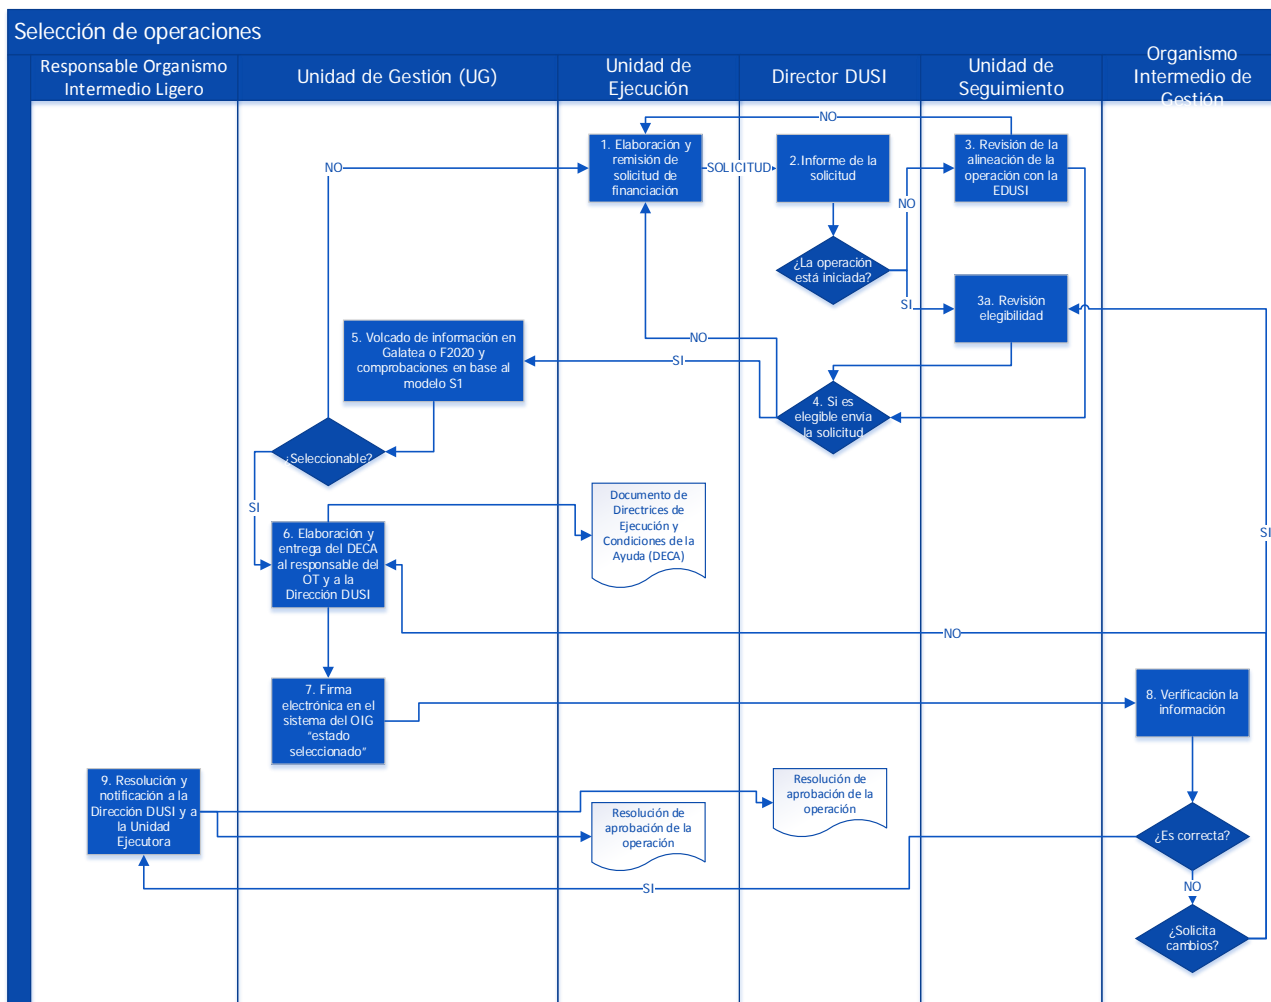 Selección de operaciones
Responsable Organismo
Intermedio Ligero
Unidad de Gestión (UG)
Unidad de
Ejecución
Director DUSI
Unidad de
Seguimiento
Organismo
Intermedio de
Gestión
NO
1. Elaboración y
remisión de
solicitud de
financiación
SOLICITUD
2.Informe de la
solicitud
3. Revisión de la
alineación de la
operación con la
EDUSI
NO
NO
¿La operación
está iniciada?
SI
3a. Revisión
elegibilidad
5. Volcado de información en
Galatea o F2020 y
comprobaciones en base al
modelo S1
NO
SI
4. Si es
elegible envía
la solicitud
¿Seleccionable?
SI
Documento de
Directrices de
Ejecución y
Condiciones de la
Ayuda (DECA)
6. Elaboración y
entrega del DECA
al responsable del
OT y a la
Dirección DUSI
SI
NO
7. Firma
electrónica en el
sistema del OIG
“estado
seleccionado”
8. Verificación la
información
9. Resolución y
notificación a la
Dirección DUSI y a
la Unidad
Ejecutora
Resolución de
aprobación de la
operación
Resolución de
aprobación de la
operación
¿Es correcta?
SI
NO
¿Solicita
cambios?